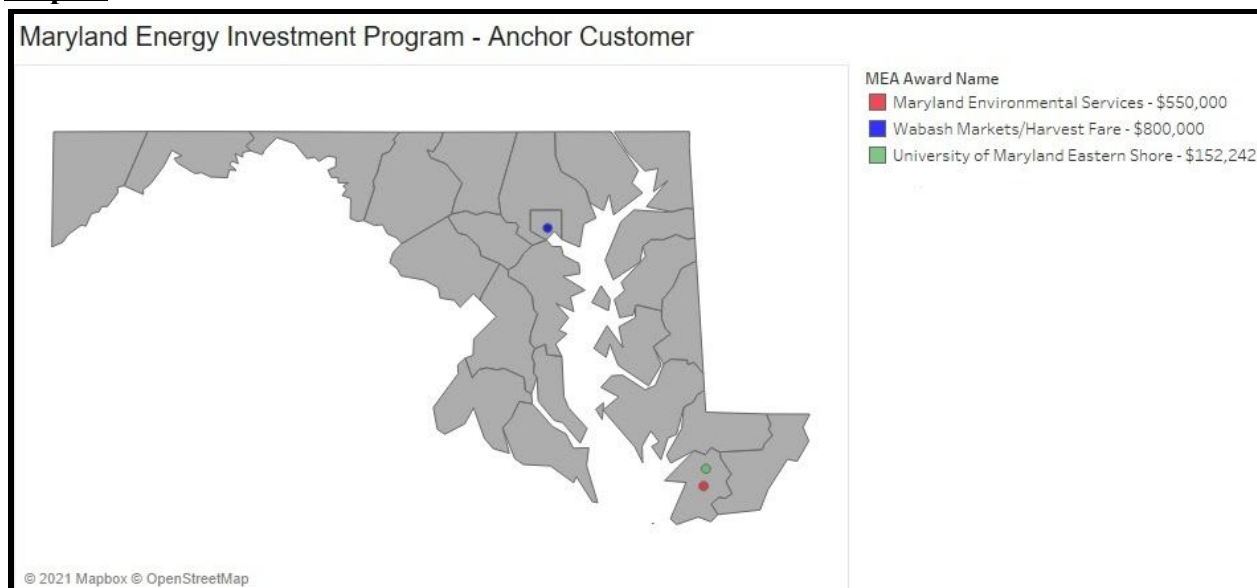 Maryland Energy Investment Program - Anchor Customer
MEA Award Name
Maryland Environmental Services - $550,000
Wabash Markets/Harvest Fare - $800,000
University of Maryland Eastern Shore - $152,242
© 2021 Mapbox © OpenStreetMap